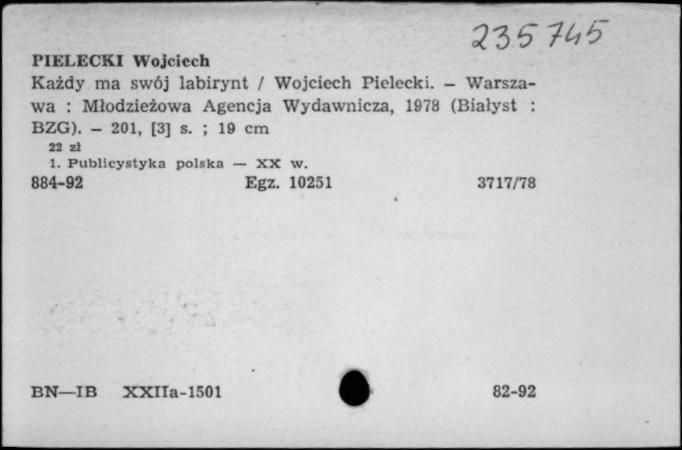 235745
PIELECKI Wojciech
Każdy ma swój labirynt / Wojciech Pielecki. — Warsza-
wa : Młodzieżowa Agencja Wydawnicza, 1978 (Białyst :
BZG). — 201, [3] s. ; 19 cm
22 zł
1. Publicystyka polska — XX w.
884-92 Egz. 10251 3717/78
BN—IB XXIIa-1501 82-92